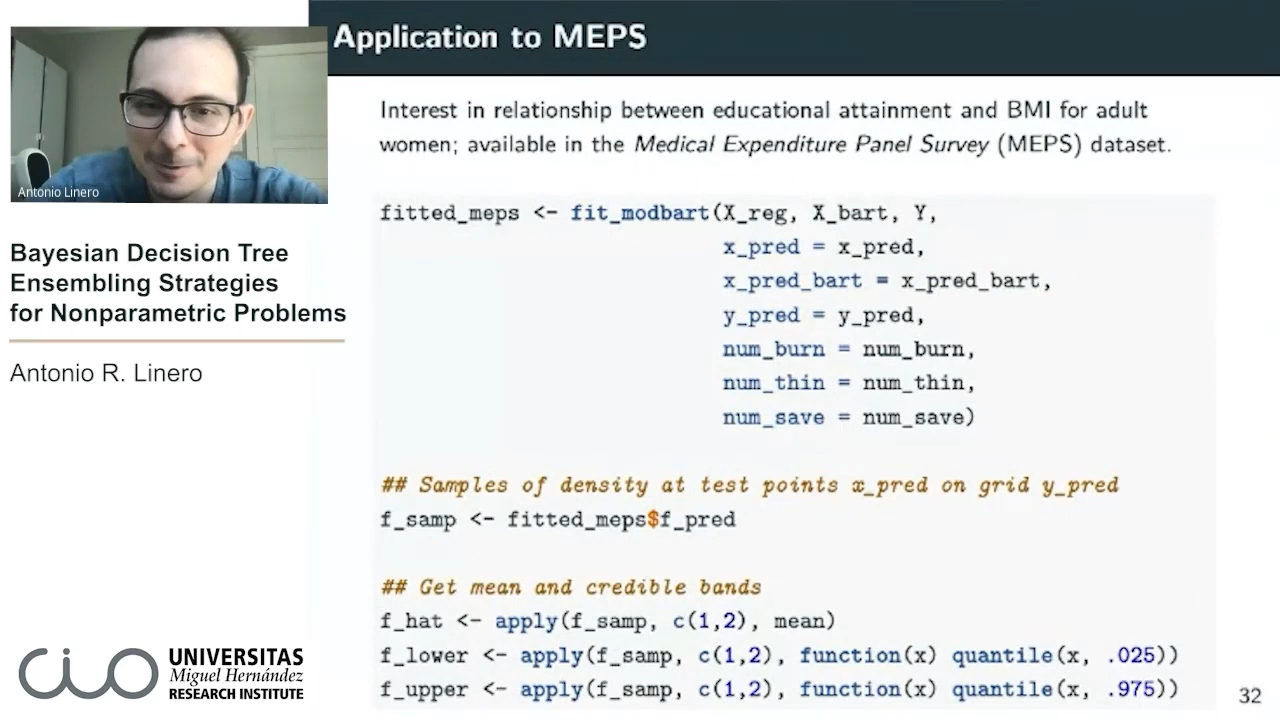 Application to MEPS
Antonio Linero
Bayesian Decision Tree
Ensembling Strategies
for Nonparametric Problems
Antonio R. Linero
Interest in relationship between educational attainment and BMI for adult
women; available in the Medical Expenditure Panel Survey (MEPS) dataset.
fitted_meps <- fit_modbart(X_reg, X_bart, Y,
x_pred = x_pred,
x_pred_bart = x_pred_bart,
y_pred = y_pred,
num_burn = num_burn,
num_thin = num_thin,
num_save = num_save)
## Samples of density at test points x_pred on grid y_pred
f_samp <- fitted_meps$f_pred
## Get mean and credible bands
f_hat <- apply(f_samp, c(1,2), mean)
f_lower <- apply(f_samp, c(1,2), function(x) quantile(x, .025))
f_upper <- apply(f_samp, c(1,2), function(x) quantile(x, .975))
cio
UNIVERSITAS
Miguel Hernández
RESEARCH INSTITUTE
32